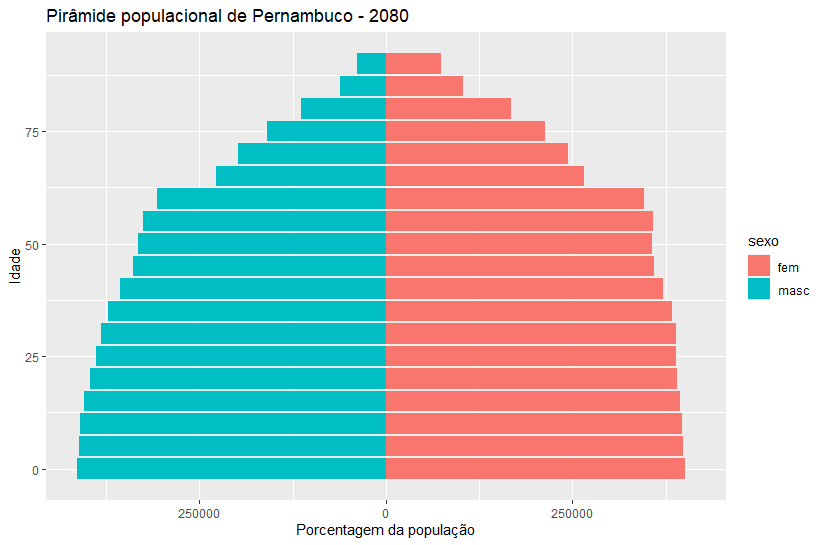 Pirâmide populacional de Pernambuco - 2080
Idade
75
50
25
0
250000
0
250000
Porcentagem da população
sexo
fem
masc